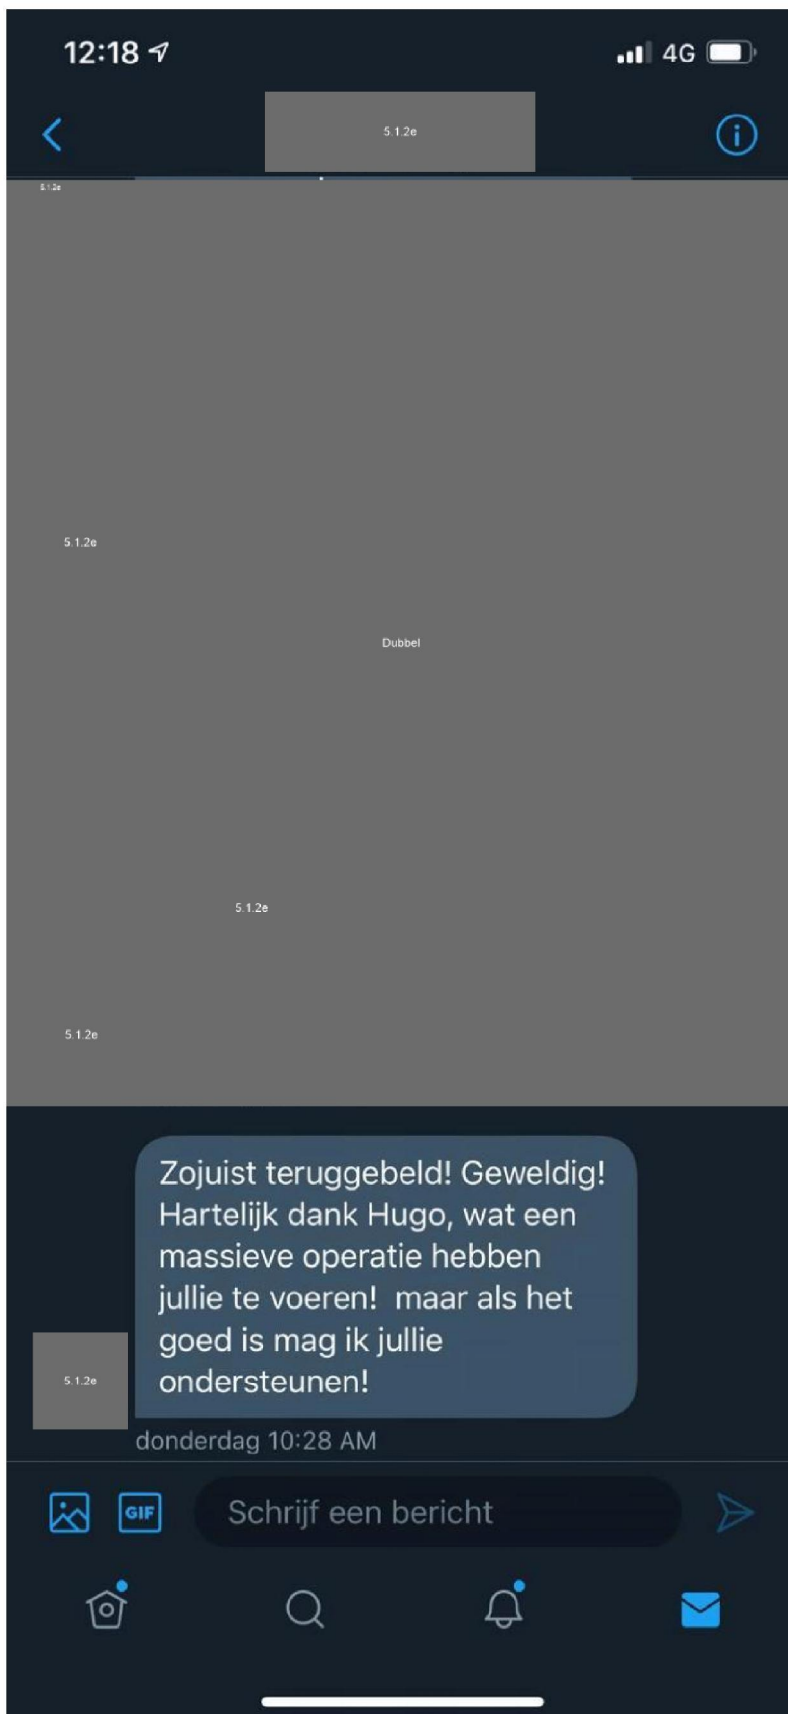 12:18
4G
5.1.2e
5.1.2e
5.1.2e
Dubbel
5.1.2e
5.1.2e
Zojuist teruggebeld! Geweldig!
Hartelijk dank Hugo, wat een
massieve operatie hebben
jullie te voeren!  maar als het
goed is mag ik jullie
ondersteunen!
5.1.2e
donderdag 10:28 AM
GIF
Schrijf een bericht